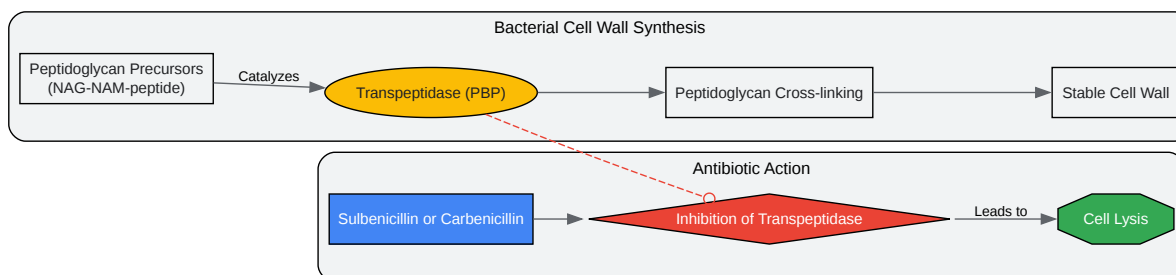 Bacterial Cell Wall Synthesis
Peptidoglycan Precursors
(NAG-NAM-peptide)
Catalyzes
Transpeptidase (PBP)
Peptidoglycan Cross-linking
Stable Cell Wall
Antibiotic Action
Sulbenicillin or Carbenicillin
Inhibition of Transpeptidase
Leads to
Cell Lysis